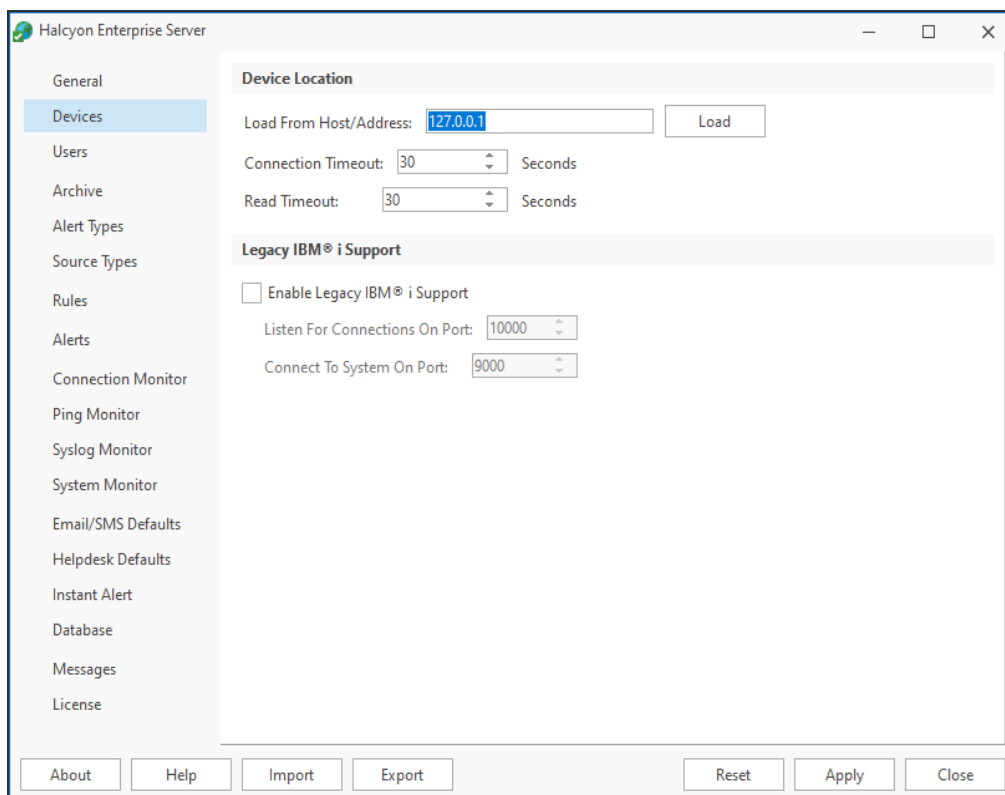 Halcyon Enterprise Server
General
Devices
Users
Archive
Alert Types
Source Types
Rules
Alerts
Connection Monitor
Ping Monitor
Syslog Monitor
System Monitor
Email/SMS Defaults
Helpdesk Defaults
Instant Alert
Database
Messages
License
Device Location
Load From Host/Address: 127.0.0.1 Load
Connection Timeout: 30 Seconds
Read Timeout: 30 Seconds
Legacy IBM® i Support
Enable Legacy IBM® i Support
Listen For Connections On Port: 10000
Connect To System On Port: 9000
About Help Import Export Reset Apply Close